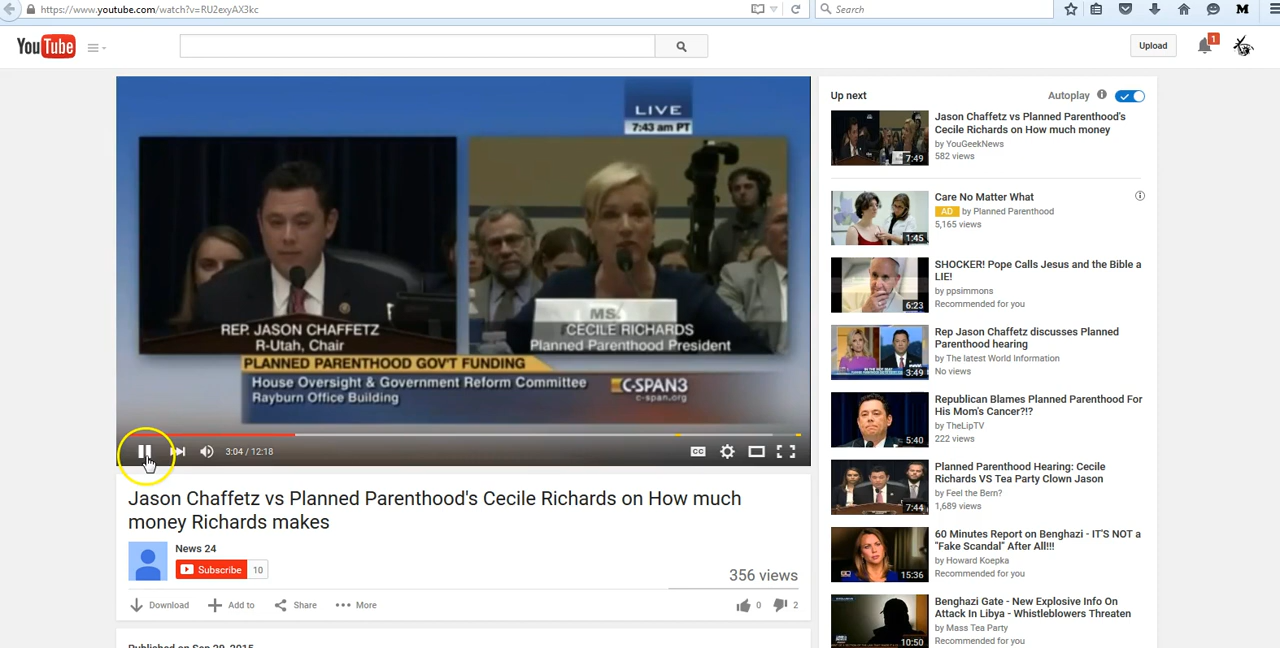 https://www.youtube.com/watch?v=RU2exyAX3kc
Search
YouTube
Upload
1
LIVE
7:43 am PT
REP. JASON CHAFFETZ
R-Utah, Chair
MS.
CECILE RICHARDS
Planned Parenthood President
PLANNED PARENTHOOD GOV'T FUNDING
House Oversight & Government Reform Committee
Rayburn Office Building
C-SPAN3
c-span.org
3:04 / 12:18
CC
Jason Chaffetz vs Planned Parenthood's Cecile Richards on How much
money Richards makes
News 24
Subscribe 10
356 views
Download Add to Share More
0 2
Published on Sep 29, 2015
Up next
Autoplay
7:49
Jason Chaffetz vs Planned Parenthood's
Cecile Richards on How much money
by YouGeekNews
582 views
1:45
Care No Matter What
AD by Planned Parenthood
5,165 views
6:23
SHOCKER! Pope Calls Jesus and the Bible a
LIE!
by ppsimmons
Recommended for you
3:49
Rep Jason Chaffetz discusses Planned
Parenthood hearing
by The latest World Information
No views
5:40
Republican Blames Planned Parenthood For
His Mom's Cancer?!?
by TheLipTV
222 views
7:44
Planned Parenthood Hearing: Cecile
Richards VS Tea Party Clown Jason
by Feel the Bern?
1,689 views
15:36
60 Minutes Report on Benghazi - IT'S NOT a
"Fake Scandal" After All!!!
by Howard Koepka
Recommended for you
10:50
Benghazi Gate - New Explosive Info On
Attack In Libya - Whistleblowers Threaten
by Mass Tea Party
Recommended for you